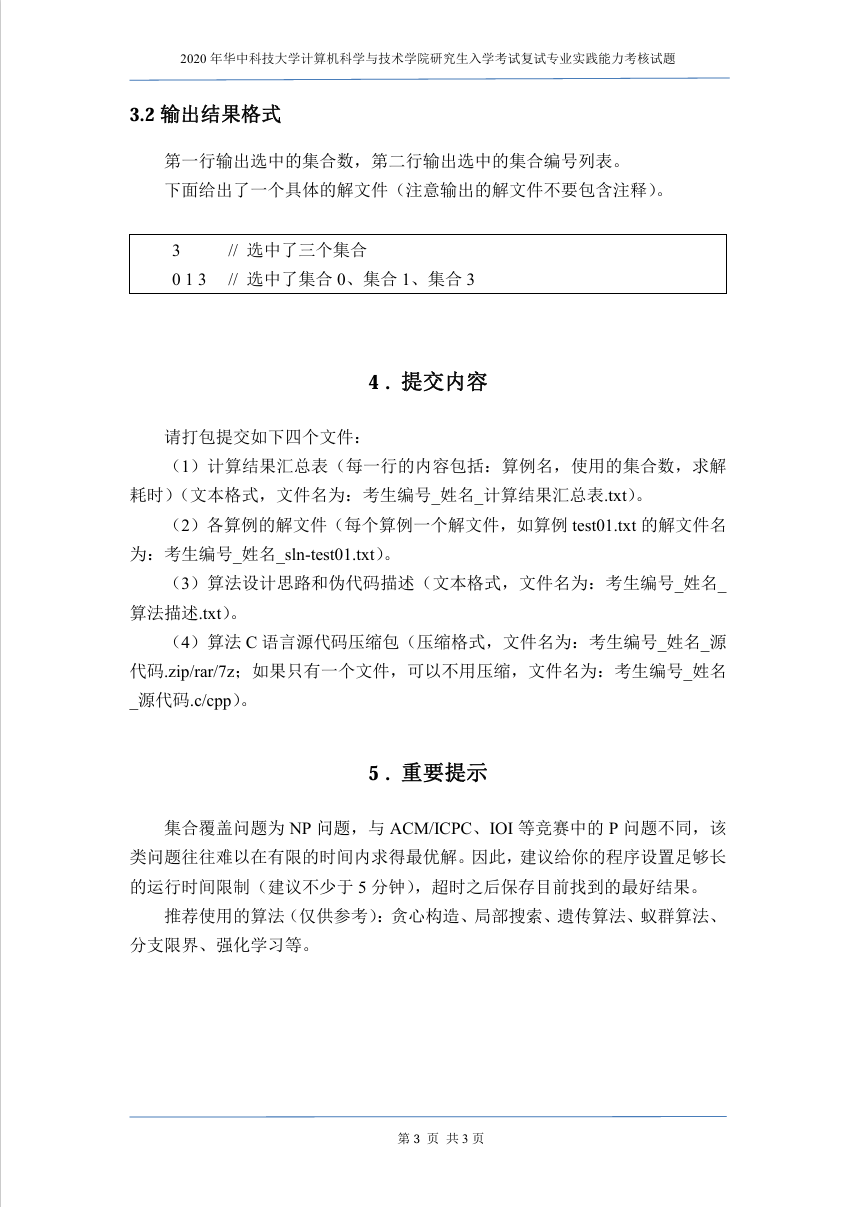 2020 年华中科技大学计算机科学与技术学院研究生入学考试复试专业实践能力考核试题
3.2 输出结果格式
第一行输出选中的集合数，第二行输出选中的集合编号列表。
下面给出了一个具体的解文件（注意输出的解文件不要包含注释）。
3 // 选中了三个集合
0 1 3 // 选中了集合 0、集合 1、集合 3
4． 提交内容
请打包提交如下四个文件：
（1）计算结果汇总表（每一行的内容包括：算例名，使用的集合数，求解
耗时）（文本格式，文件名为：考生编号_姓名_计算结果汇总表.txt）。
（2）各算例的解文件（每个算例一个解文件，如算例 test01.txt 的解文件名
为：考生编号_姓名_sln-test01.txt）。
（3）算法设计思路和伪代码描述（文本格式，文件名为：考生编号_姓名_
算法描述.txt）。
（4）算法 C 语言源代码压缩包（压缩格式，文件名为：考生编号_姓名_源
代码.zip/rar/7z；如果只有一个文件，可以不用压缩，文件名为：考生编号_姓名
_源代码.c/cpp）。
5． 重要提示
集合覆盖问题为 NP 问题，与 ACM/ICPC、IOI 等竞赛中的 P 问题不同，该
类问题往往难以在有限的时间内求得最优解。因此，建议给你的程序设置足够长
的运行时间限制（建议不少于 5 分钟），超时之后保存目前找到的最好结果。
推荐使用的算法（仅供参考）：贪心构造、局部搜索、遗传算法、蚁群算法、
分支限界、强化学习等。
第 3 页 共 3 页